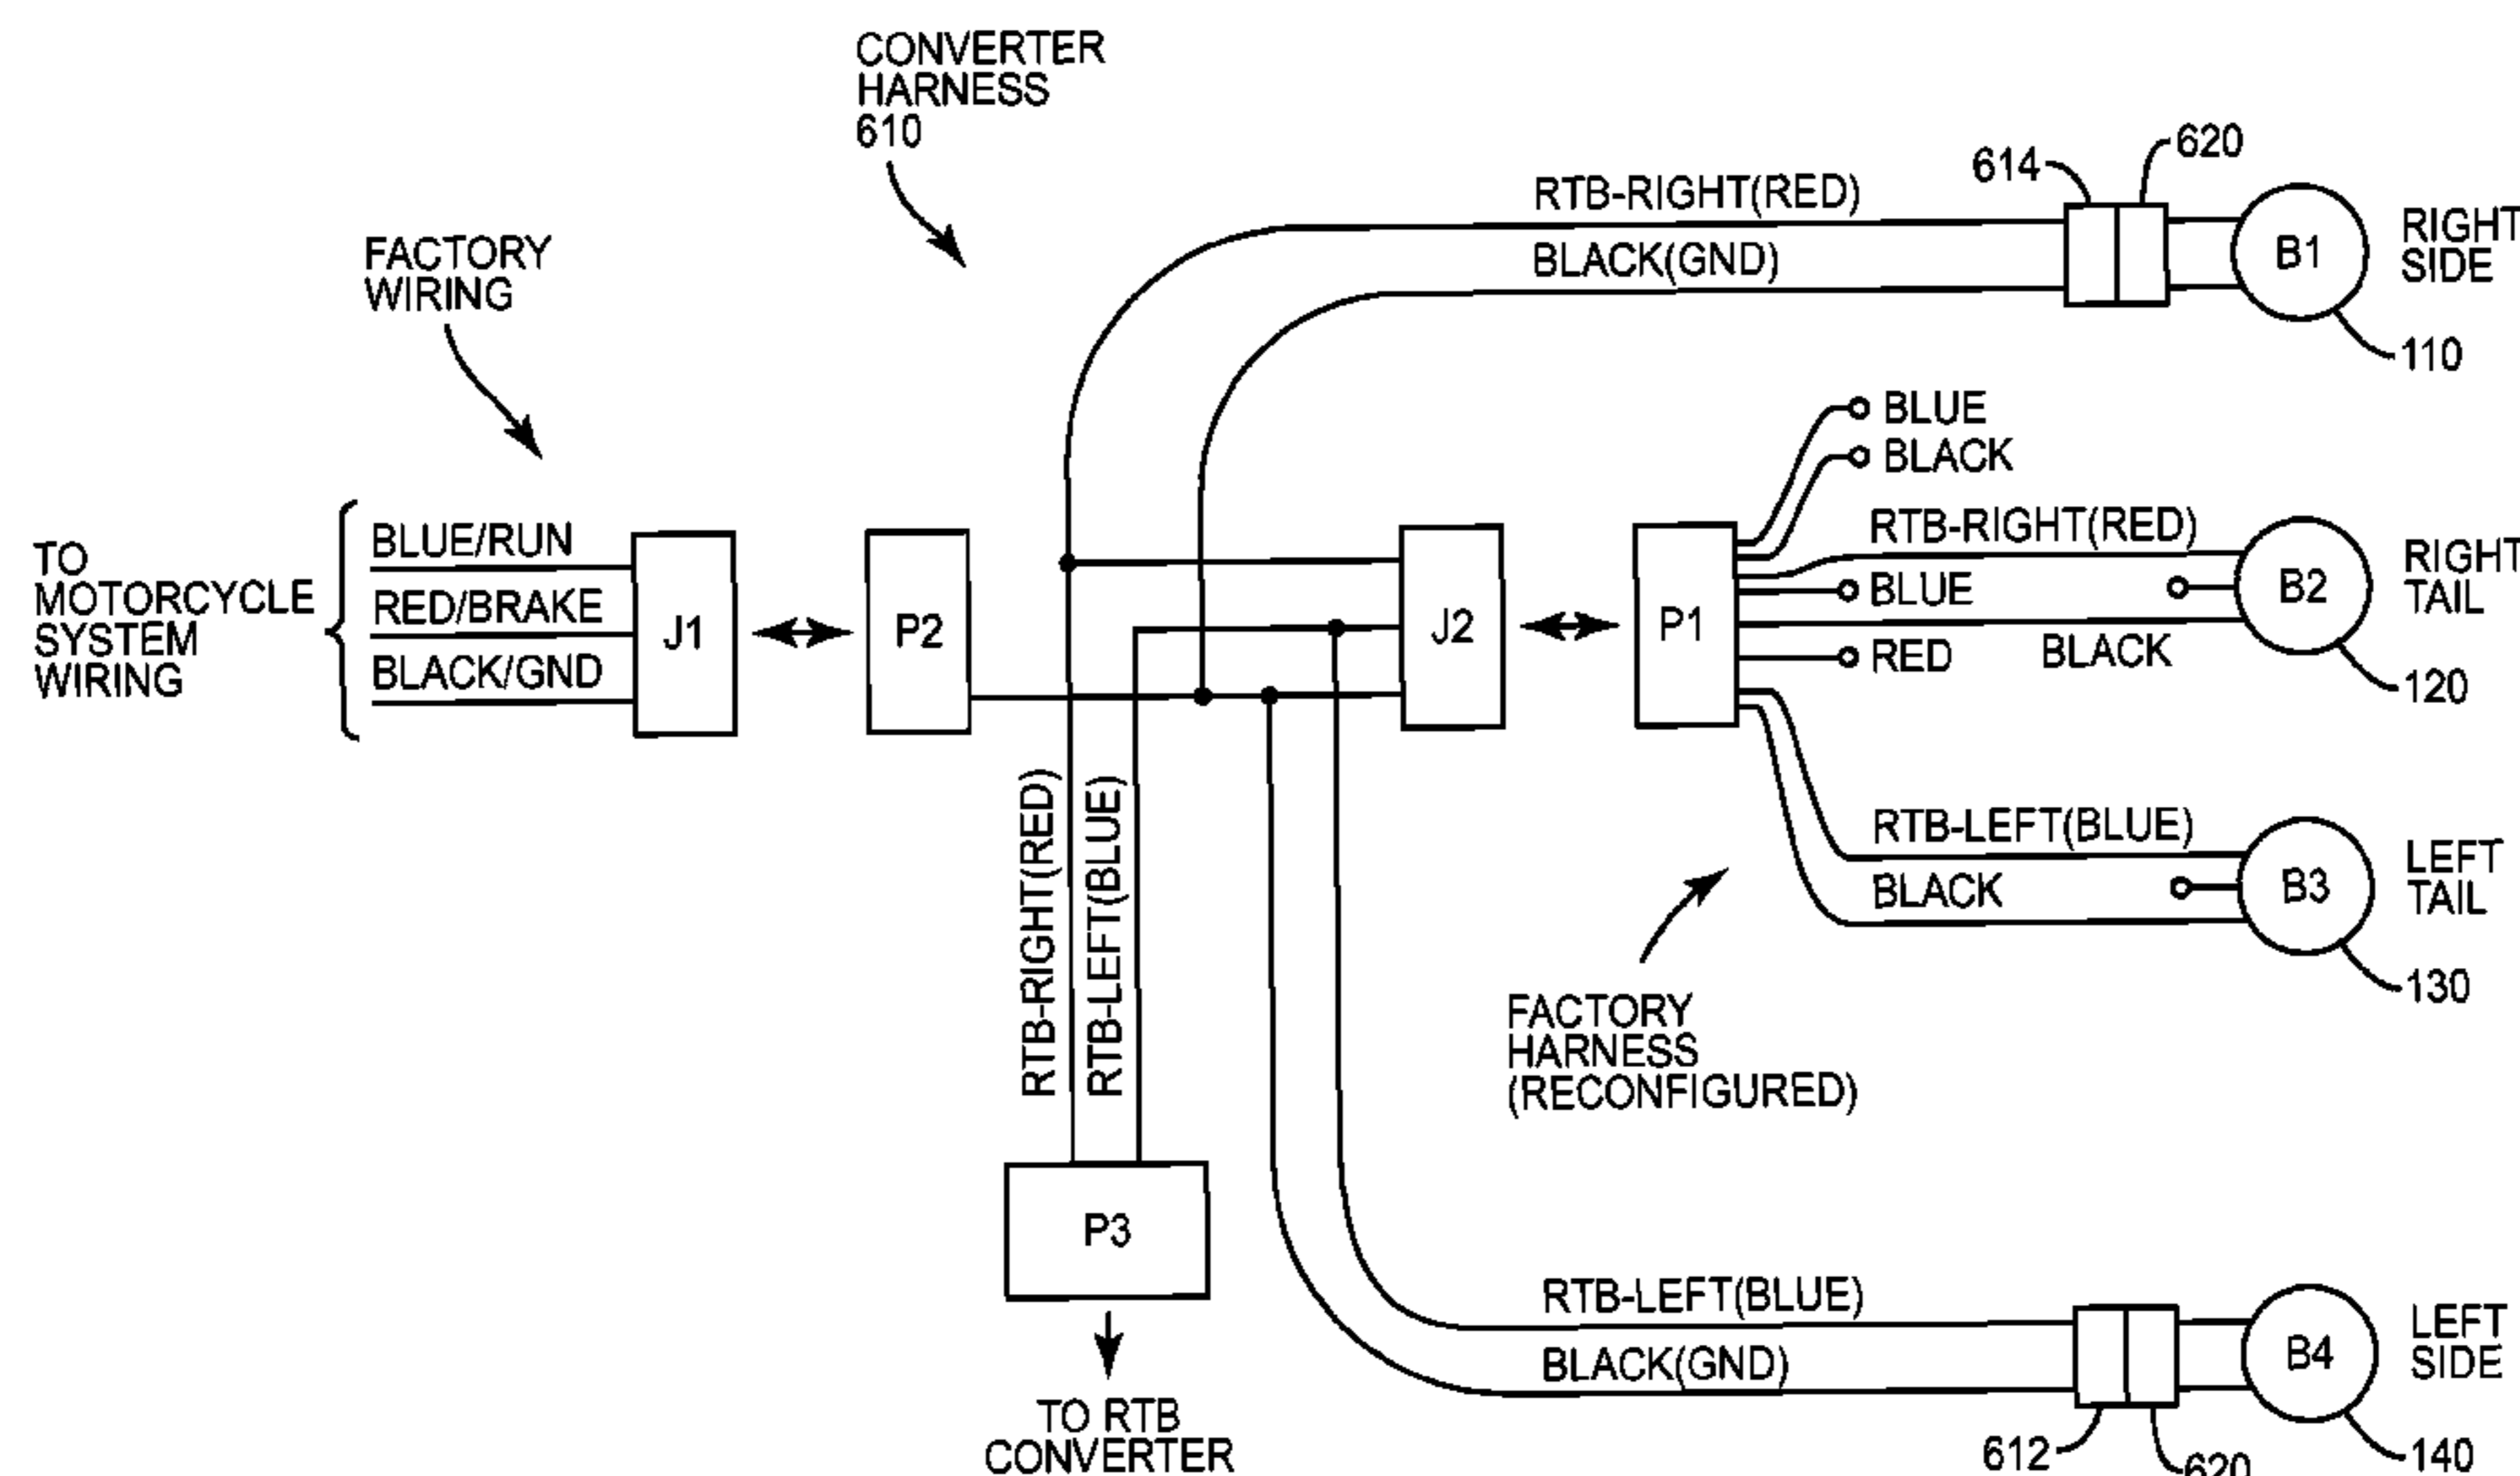 CONVERTER
HARNESS
610
FACTORY
WIRING
RTB-RIGHT(RED)
BLACK(GND)
614
620
B1
RIGHT
SIDE
110
BLUE
BLACK
TO
MOTORCYCLE
SYSTEM
WIRING
BLUE/RUN
RED/BRAKE
BLACK/GND
J1
P2
J2
P1
RTB-RIGHT(RED)
BLUE
RED
BLACK
B2
RIGHT
TAIL
120
RTB-RIGHT(RED)
RTB-LEFT(BLUE)
RTB-LEFT(BLUE)
BLACK
B3
LEFT
TAIL
130
FACTORY
HARNESS
(RECONFIGURED)
P3
TO RTB
CONVERTER
RTB-LEFT(BLUE)
BLACK(GND)
B4
LEFT
SIDE
612
620
140